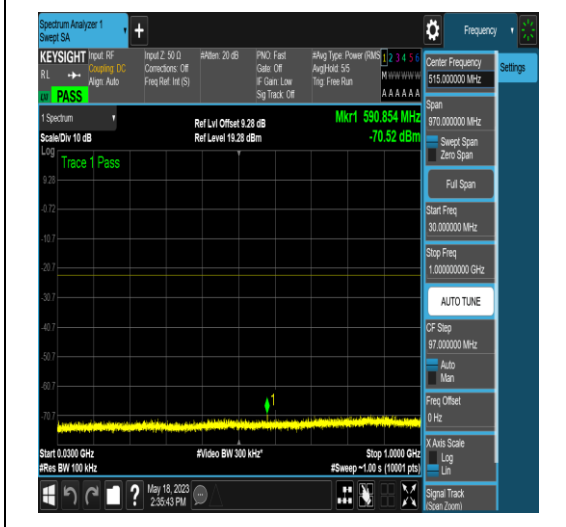 Spectrum Analyzer 1
Swept SA
+
Frequency
KEYSIGHT
RL
PASS
Input: RF
Coupling: DC
Align: Auto
Input Z: 50 Ω
Corrections: Off
Freq Ref: Int (S)
#Atten: 20 dB
PNO: Fast
Gate: Off
IF Gain: Low
Sig Track: Off
#Avg Type: Power (RMS
Avg|Hold: 5/5
Trig: Free Run
1 2 3 4 5 6
M W W W W W
A A A A A A
1 Spectrum
Scale/Div 10 dB
Ref Lvl Offset 9.28 dB
Ref Level 19.28 dBm
Mkr1 590.854 MHz
-70.52 dBm
Log
Trace 1 Pass
9.28
-0.72
-10.7
-20.7
-30.7
-40.7
-50.7
-60.7
-70.7
1
Start 0.0300 GHz
#Res BW 100 kHz
#Video BW 300 kHz*
Stop 1.0000 GHz
#Sweep ~1.00 s (10001 pts)
?
May 18, 2023
2:35:43 PM
Center Frequency
515.000000 MHz
Settings
Span
970.000000 MHz
Swept Span
Zero Span
Full Span
Start Freq
30.000000 MHz
Stop Freq
1.000000000 GHz
AUTO TUNE
CF Step
97.000000 MHz
Auto
Man
Freq Offset
0 Hz
X Axis Scale
Log
Lin
Signal Track
(Span Zoom)